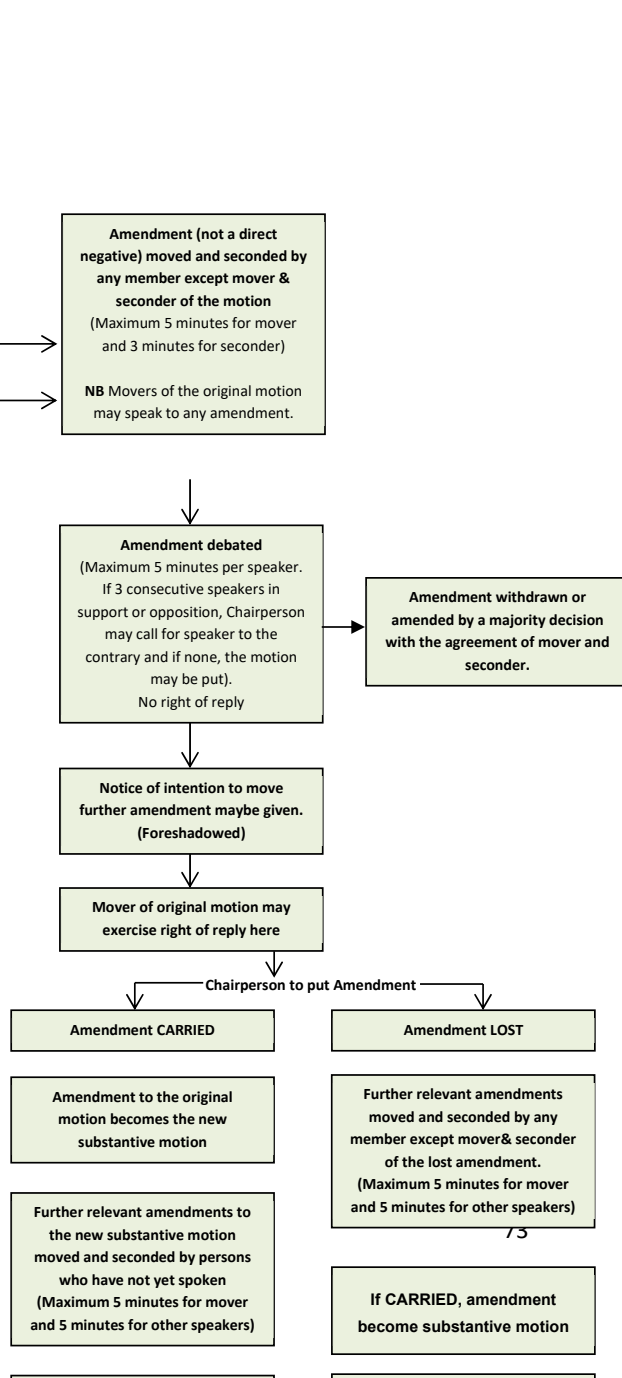 Amendment (not a direct
negative) moved and seconded by
any member except mover &
seconder of the motion
(Maximum 5 minutes for mover
and 3 minutes for seconder)
NB Movers of the original motion
may speak to any amendment.
Amendment debated
(Maximum 5 minutes per speaker.
If 3 consecutive speakers in
support or opposition, Chairperson
may call for speaker to the
contrary and if none, the motion
may be put).
No right of reply
Amendment withdrawn or
amended by a majority decision
with the agreement of mover and
seconder.
Notice of intention to move
further amendment maybe given.
(Foreshadowed)
Mover of original motion may
exercise right of reply here
Chairperson to put Amendment
Amendment CARRIED
Amendment to the original
motion becomes the new
substantive motion
Further relevant amendments to
the new substantive motion
moved and seconded by persons
who have not yet spoken
(Maximum 5 minutes for mover
and 5 minutes for other speakers)
Amendment LOST
Further relevant amendments
moved and seconded by any
member except mover& seconder
of the lost amendment.
(Maximum 5 minutes for mover
and 5 minutes for other speakers)
73
If CARRIED, amendment
become substantive motion